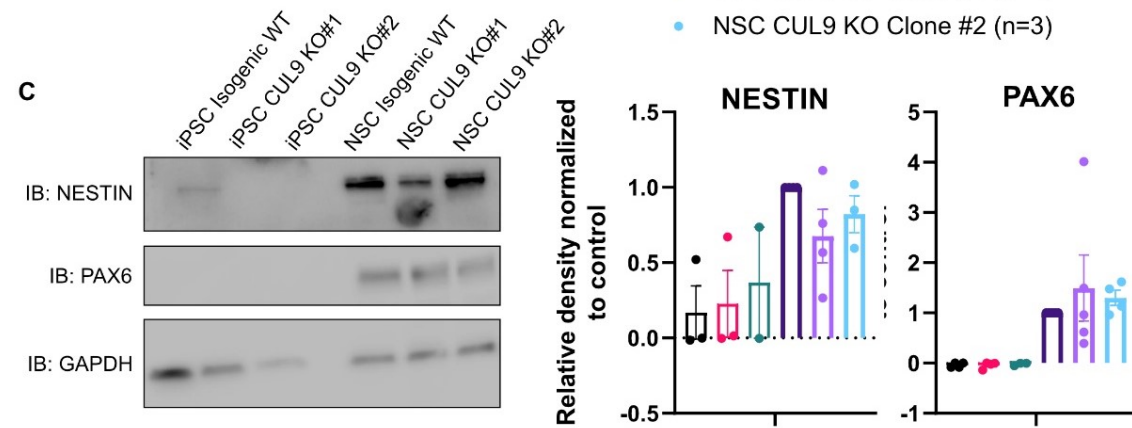 NSC CUL9 KO Clone #2 (n=3)
C
iPSC Isogenic WT
iPSC CUL9 KO#1
iPSC CUL9 KO#2
NSC Isogenic WT
NSC CUL9 KO#1
NSC CUL9 KO#2
IB: NESTIN
IB: PAX6
IB: GAPDH
Relative density normalized
to control
NESTIN
1.5
1.0
0.5
0.0
-0.5
PAX6
5
4
3
2
1
0
-1